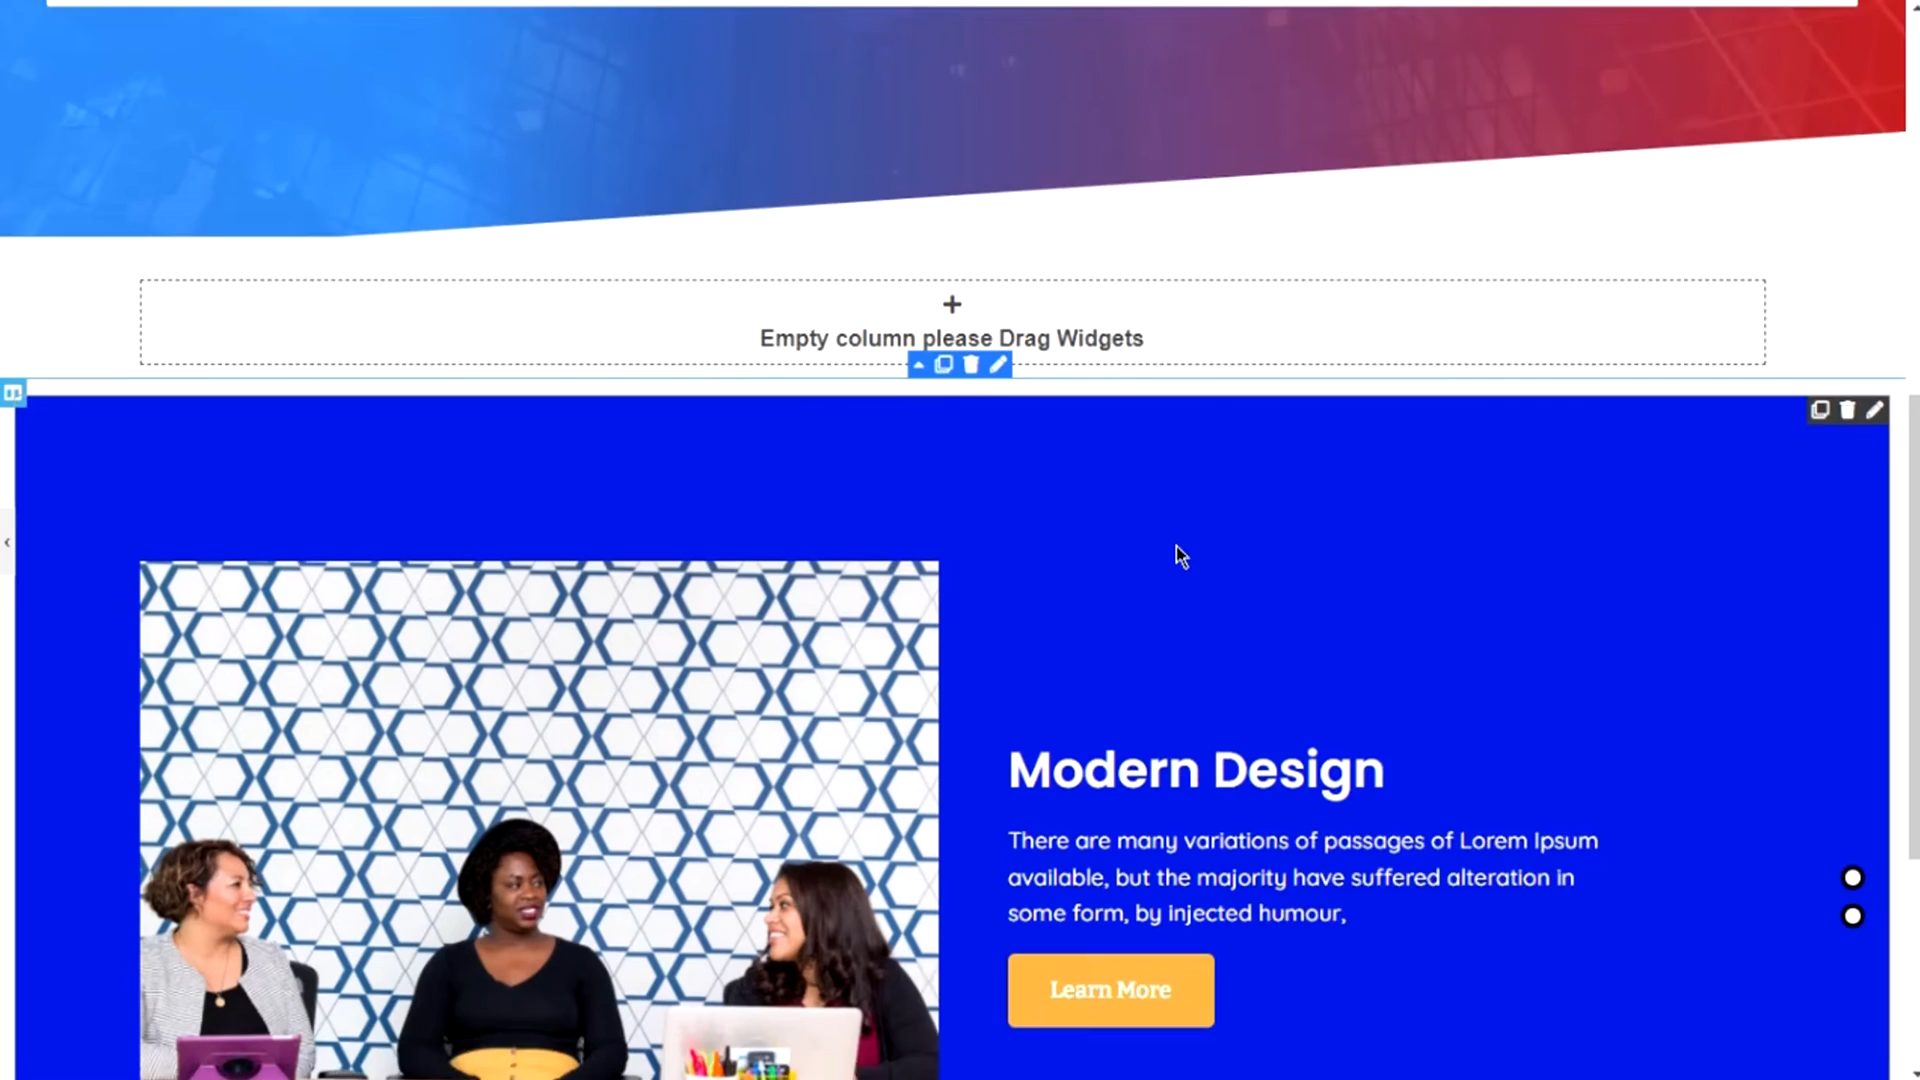 Empty column please Drag Widgets
Modern Design
There are many variations of passages of Lorem Ipsum
available, but the majority have suffered alteration in
some form, by injected humour,
Learn More